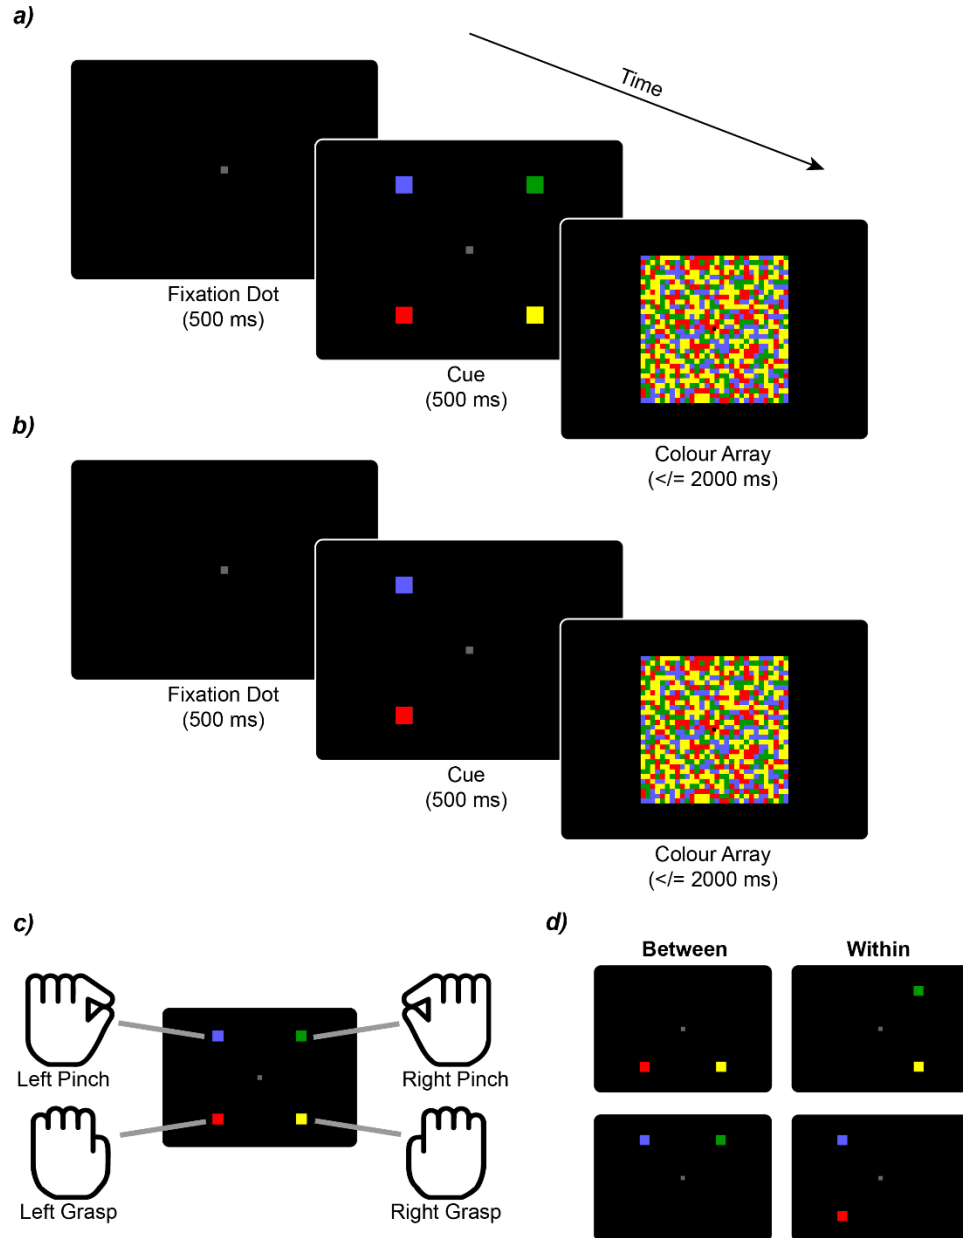 a)
Time
Fixation Dot
(500 ms)
Cue
(500 ms)
Colour Array
(</= 2000 ms)
b)
Fixation Dot
(500 ms)
Cue
(500 ms)
Colour Array
(</= 2000 ms)
c)
Left Pinch
Right Pinch
Left Grasp
Right Grasp
d)
Between
Within